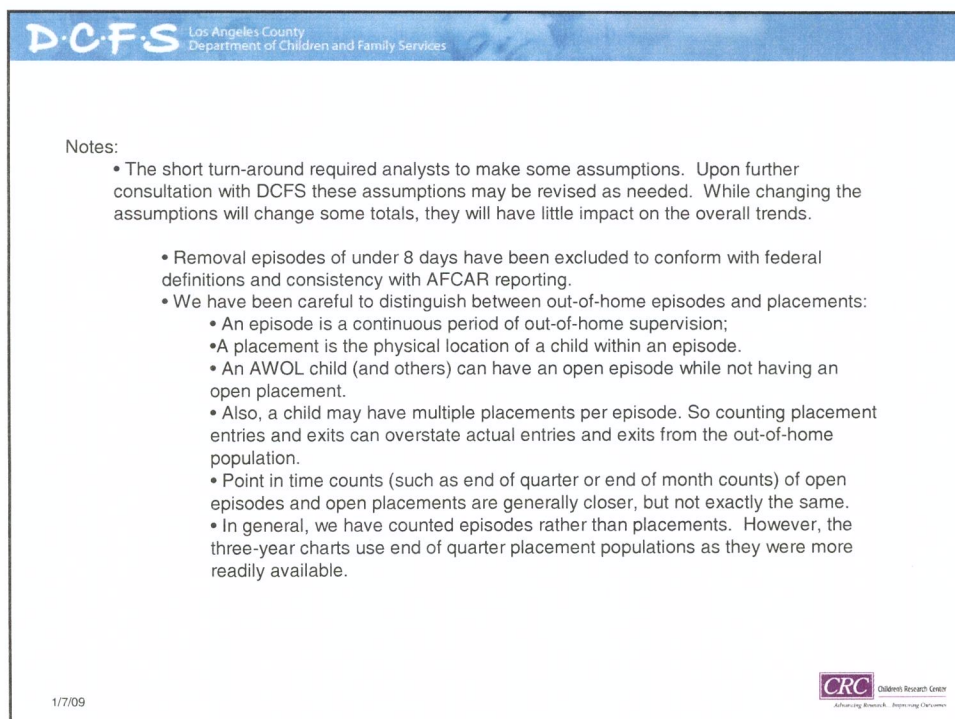 D·C·F·S Los Angeles County
Department of Children and Family Services
Notes:
• The short turn-around required analysts to make some assumptions. Upon further
consultation with DCFS these assumptions may be revised as needed. While changing the
assumptions will change some totals, they will have little impact on the overall trends.
• Removal episodes of under 8 days have been excluded to conform with federal
definitions and consistency with AFCAR reporting.
• We have been careful to distinguish between out-of-home episodes and placements:
• An episode is a continuous period of out-of-home supervision;
•A placement is the physical location of a child within an episode.
• An AWOL child (and others) can have an open episode while not having an
open placement.
• Also, a child may have multiple placements per episode. So counting placement
entries and exits can overstate actual entries and exits from the out-of-home
population.
• Point in time counts (such as end of quarter or end of month counts) of open
episodes and open placements are generally closer, but not exactly the same.
• In general, we have counted episodes rather than placements. However, the
three-year charts use end of quarter placement populations as they were more
readily available.
1/7/09
CRC Children's Research Center
Advancing Research. Improving Outcomes